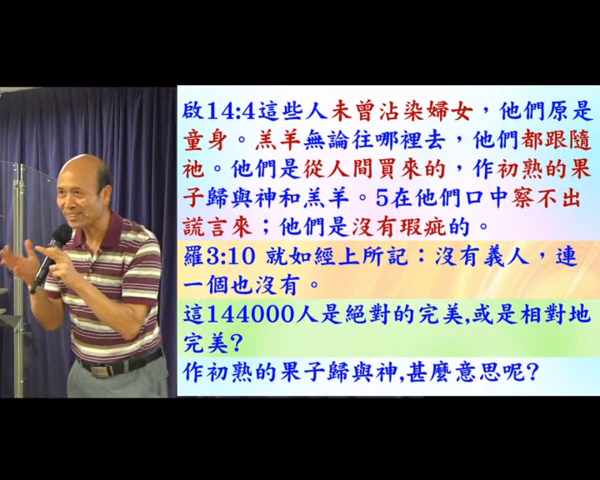 啟14:4這些人未曾沾染婦女，他們原是
童身。羔羊無論往哪裡去，他們都跟隨
祂。他們是從人間買來的，作初熟的果
子歸與神和羔羊。5在他們口中察不出
謊言來；他們是沒有瑕疵的。
羅3:10 就如經上所記：沒有義人，連
一個也沒有。
這144000人是絕對的完美,或是相對地
完美?
作初熟的果子歸與神,甚麼意思呢?